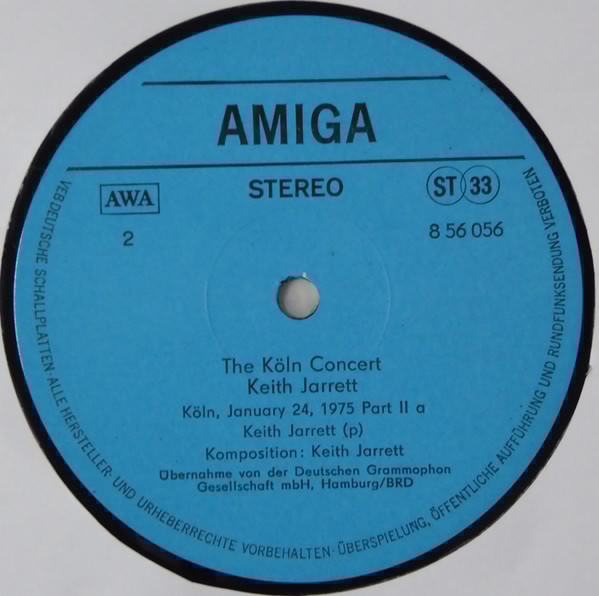 AMIGA
AWA
STEREO
ST 33
2
8 56 056
The Köln Concert
Keith Jarrett
Köln, January 24, 1975 Part II a
Keith Jarrett (p)
Komposition: Keith Jarrett
Übernahme von der Deutschen Grammophon
Gesellschaft mbH, Hamburg/BRD
VEB DEUTSCHE SCHALLPLATTEN · ALLE HERSTELLER- UND URHEBERRECHTE VORBEHALTEN · ÜBERSPIELUNG, ÖFFENTLICHE AUFFÜHRUNG UND RUNDFUNKSENDUNG VERBOTEN